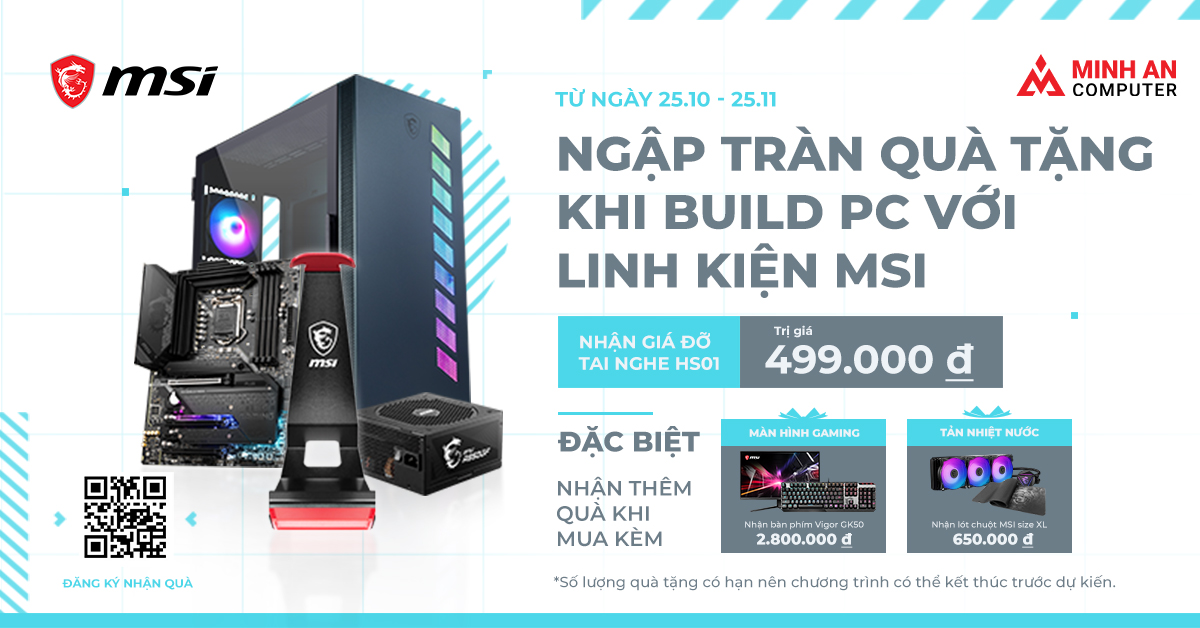 msi
MINH AN
COMPUTER
TỪ NGÀY 25.10 - 25.11
NGẬP TRÀN QUÀ TẶNG
KHI BUILD PC VỚI
LINH KIỆN MSI
NHẬN GIÁ ĐỠ
TAI NGHE HS01
Trị giá
499.000 đ
msi
ĐẶC BIỆT
NHẬN THÊM
QUÀ KHI
MUA KÈM
MÀN HÌNH GAMING
Nhận bàn phím Vigor GK50
2.800.000 đ
TẢN NHIỆT NƯỚC
Nhận lót chuột MSI size XL
650.000 đ
ĐĂNG KÝ NHẬN QUÀ
*Số lượng quà tặng có hạn nên chương trình có thể kết thúc trước dự kiến.